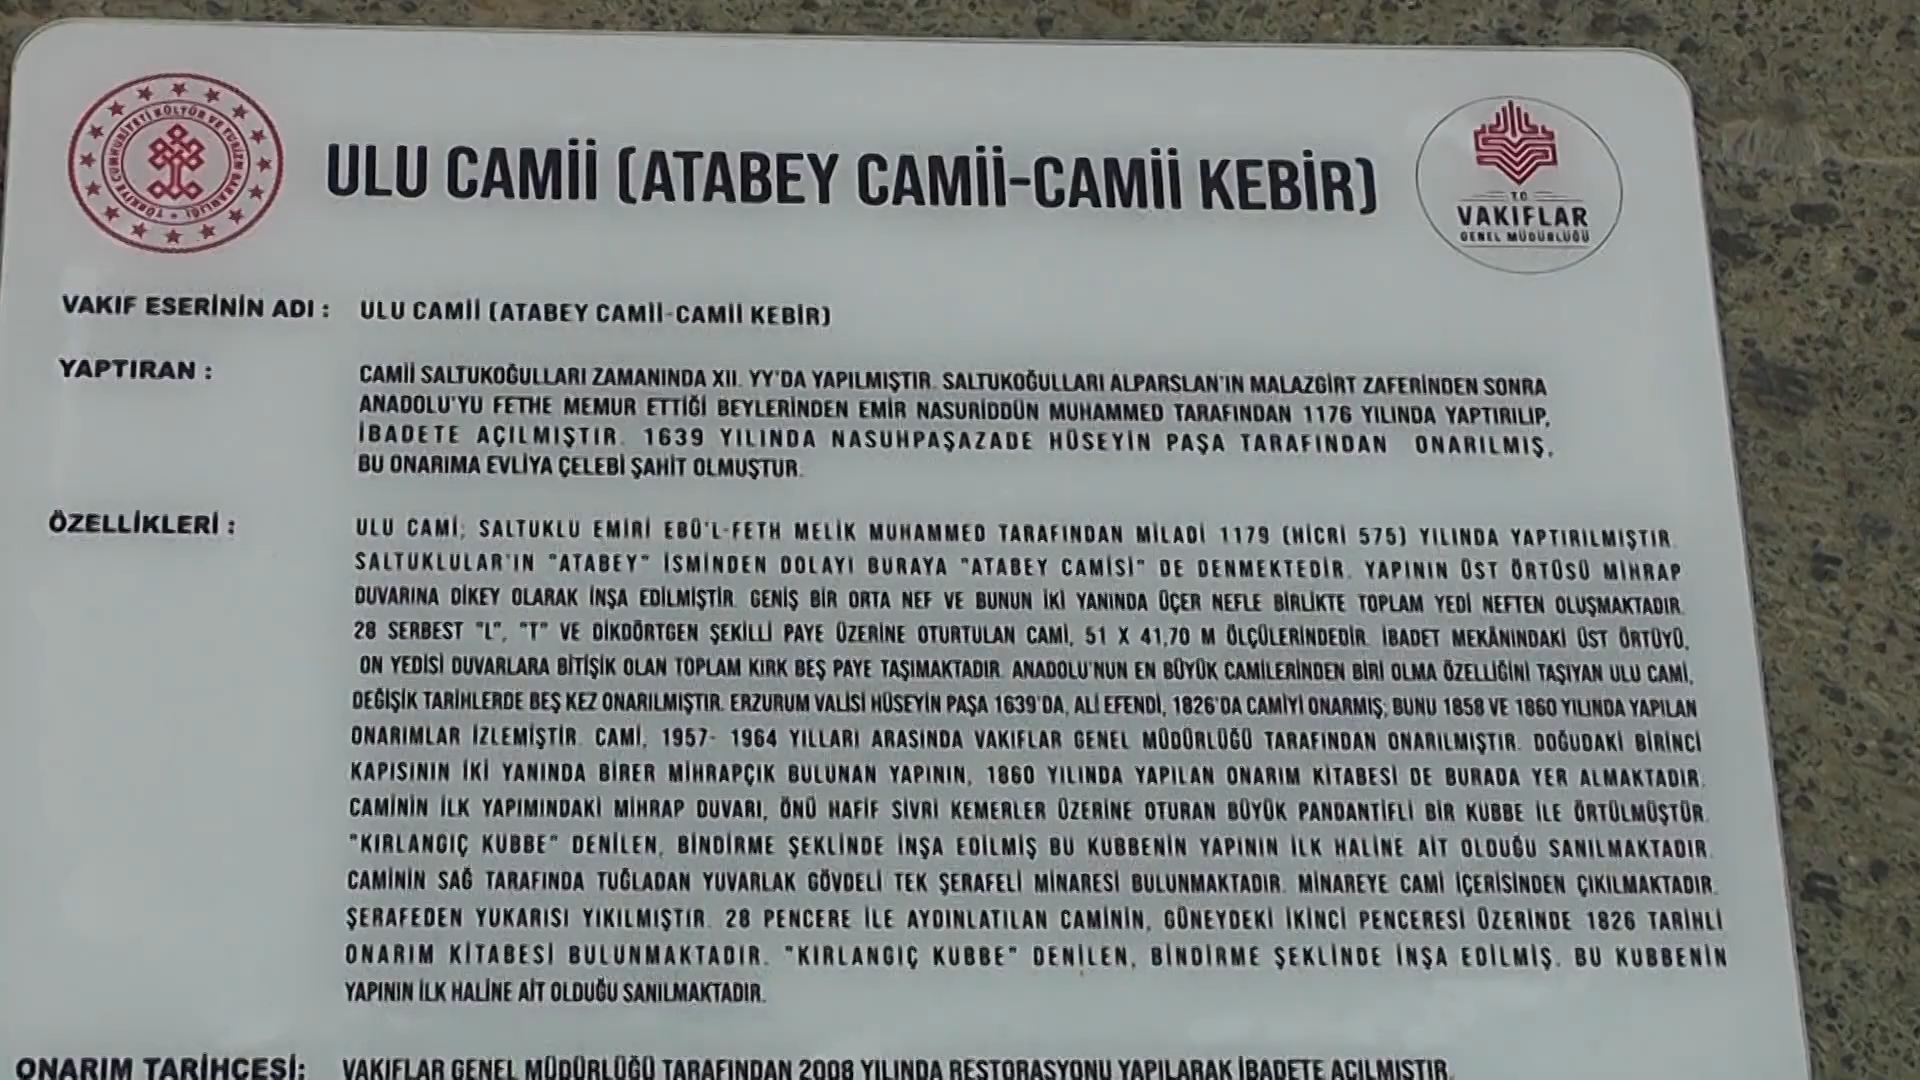 TÜRKİYE CUMHURİYETİ KÜLTÜR VE TURİZM BAKANLIĞI
ULU CAMİİ (ATABEY CAMİİ-CAMİİ KEBİR)
T.C.
VAKIFLAR
GENEL MÜDÜRLÜĞÜ
VAKIF ESERİNİN ADI : ULU CAMİİ (ATABEY CAMİİ-CAMİİ KEBİR)
YAPTIRAN : CAMİİ SALTUKOĞULLARI ZAMANINDA XII. YY'DA YAPILMIŞTIR. SALTUKOĞULLARI ALPARSLAN'IN MALAZGİRT ZAFERİNDEN SONRA
ANADOLU'YU FETHE MEMUR ETTİĞİ BEYLERİNDEN EMİR NASURİDDÜN MUHAMMED TARAFINDAN 1176 YILINDA YAPTIRILIP,
İBADETE AÇILMIŞTIR. 1639 YILINDA NASUHPAŞAZADE HÜSEYİN PAŞA TARAFINDAN ONARILMIŞ,
BU ONARIMA EVLİYA ÇELEBİ ŞAHİT OLMUŞTUR.
ÖZELLİKLERİ : ULU CAMİ; SALTUKLU EMİRİ EBÜ'L-FETH MELİK MUHAMMED TARAFINDAN MİLADİ 1179 (HİCRİ 575) YILINDA YAPTIRILMIŞTIR.
SALTUKLULAR'IN "ATABEY" İSMİNDEN DOLAYI BURAYA "ATABEY CAMİSİ" DE DENMEKTEDİR. YAPININ ÜST ÖRTÜSÜ MİHRAP
DUVARINA DİKEY OLARAK İNŞA EDİLMİŞTİR. GENİŞ BİR ORTA NEF VE BUNUN İKİ YANINDA ÜÇER NEFLE BİRLİKTE TOPLAM YEDİ NEFTEN OLUŞMAKTADIR.
28 SERBEST "L", "T" VE DİKDÖRTGEN ŞEKİLLİ PAYE ÜZERİNE OTURTULAN CAMİ, 51 X 41,70 M ÖLÇÜLERİNDEDİR. İBADET MEKÂNINDAKİ ÜST ÖRTÜYÜ,
ON YEDİSİ DUVARLARA BİTİŞİK OLAN TOPLAM KIRK BEŞ PAYE TAŞIMAKTADIR. ANADOLU'NUN EN BÜYÜK CAMİLERİNDEN BİRİ OLMA ÖZELLİĞİNİ TAŞIYAN ULU CAMİ,
DEĞİŞİK TARİHLERDE BEŞ KEZ ONARILMIŞTIR. ERZURUM VALİSİ HÜSEYİN PAŞA 1639'DA, ALİ EFENDİ, 1826'DA CAMİYİ ONARMIŞ; BUNU 1858 VE 1860 YILINDA YAPILAN
ONARIMLAR İZLEMİŞTİR. CAMİ, 1957- 1964 YILLARI ARASINDA VAKIFLAR GENEL MÜDÜRLÜĞÜ TARAFINDAN ONARILMIŞTIR. DOĞUDAKİ BİRİNCİ
KAPISININ İKİ YANINDA BİRER MİHRAPÇIK BULUNAN YAPININ, 1860 YILINDA YAPILAN ONARIM KİTABESİ DE BURADA YER ALMAKTADIR.
CAMİNİN İLK YAPIMINDAKİ MİHRAP DUVARI, ÖNÜ HAFİF SİVRİ KEMERLER ÜZERİNE OTURAN BÜYÜK PANDANTİFLİ BİR KUBBE İLE ÖRTÜLMÜŞTÜR.
"KIRLANGIÇ KUBBE" DENİLEN, BİNDİRME ŞEKLİNDE İNŞA EDİLMİŞ BU KUBBENİN YAPININ İLK HALİNE AİT OLDUĞU SANILMAKTADIR.
CAMİNİN SAĞ TARAFINDA TUĞLADAN YUVARLAK GÖVDELİ TEK ŞERAFELİ MİNARESİ BULUNMAKTADIR. MİNAREYE CAMİ İÇERİSİNDEN ÇIKILMAKTADIR.
ŞERAFEDEN YUKARISI YIKILMIŞTIR. 28 PENCERE İLE AYDINLATILAN CAMİNİN, GÜNEYDEKİ İKİNCİ PENCERESİ ÜZERİNDE 1826 TARİHLİ
ONARIM KİTABESİ BULUNMAKTADIR. "KIRLANGIÇ KUBBE" DENİLEN, BİNDİRME ŞEKLİNDE İNŞA EDİLMİŞ. BU KUBBENİN
YAPININ İLK HALİNE AİT OLDUĞU SANILMAKTADIR.
ONARIM TARİHÇESİ: VAKIFLAR GENEL MÜDÜRLÜĞÜ TARAFINDAN 2008 YILINDA RESTORASYONU YAPILARAK İBADETE AÇILMIŞTIR.